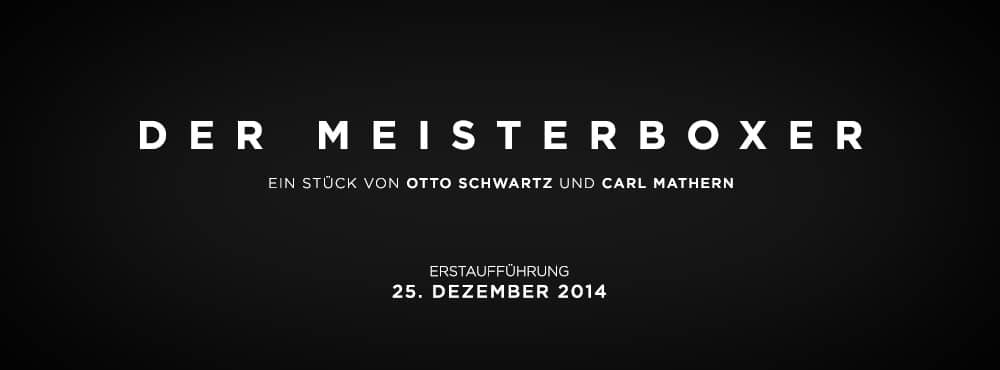 DER MEISTERBOXER
EIN STÜCK VON OTTO SCHWARTZ UND CARL MATHERN
ERSTAUFFÜHRUNG
25. DEZEMBER 2014